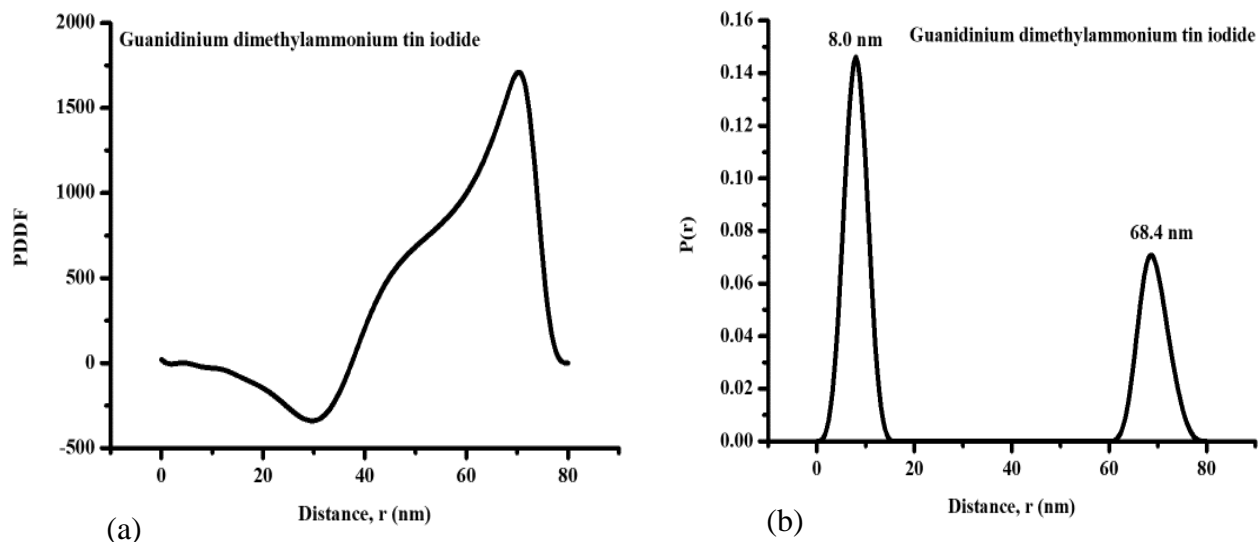 2000
Guanidinium dimethylammonium tin iodide
1500
1000
500
0
-500
PDDF
0 20 40 60 80
Distance, r (nm)
(a)
0.16
8.0 nm
Guanidinium dimethylammonium tin iodide
0.14
0.12
0.10
0.08
68.4 nm
0.06
0.04
0.02
0.00
P(r)
0 20 40 60 80
Distance, r (nm)
(b)